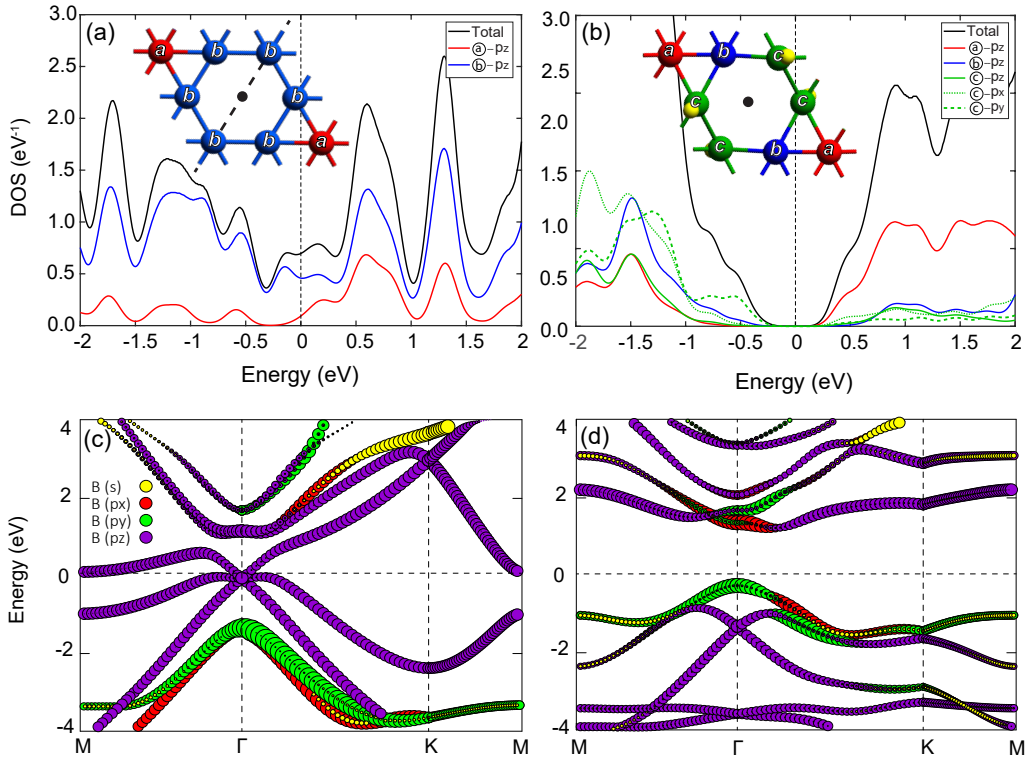 (a)
Total
ⓐ-pz
ⓑ-pz
a b b
b b
b b a
DOS (eV⁻¹)
3.0
2.5
2.0
1.5
1.0
0.5
0.0
-2 -1.5 -1 -0.5 0 0.5 1 1.5 2
Energy (eV)
(b)
Total
ⓐ-pz
ⓑ-pz
ⓒ-pz
ⓒ-px
ⓒ-py
a b c
c c
c b a
3.0
2.5
2.0
1.5
1.0
0.5
0.0
-2 -1.5 -1 -0.5 0 0.5 1 1.5 2
Energy (eV)
(c)
B (s)
B (px)
B (py)
B (pz)
Energy (eV)
4
2
0
-2
-4
M Γ K M
(d)
4
2
0
-2
-4
M Γ K M